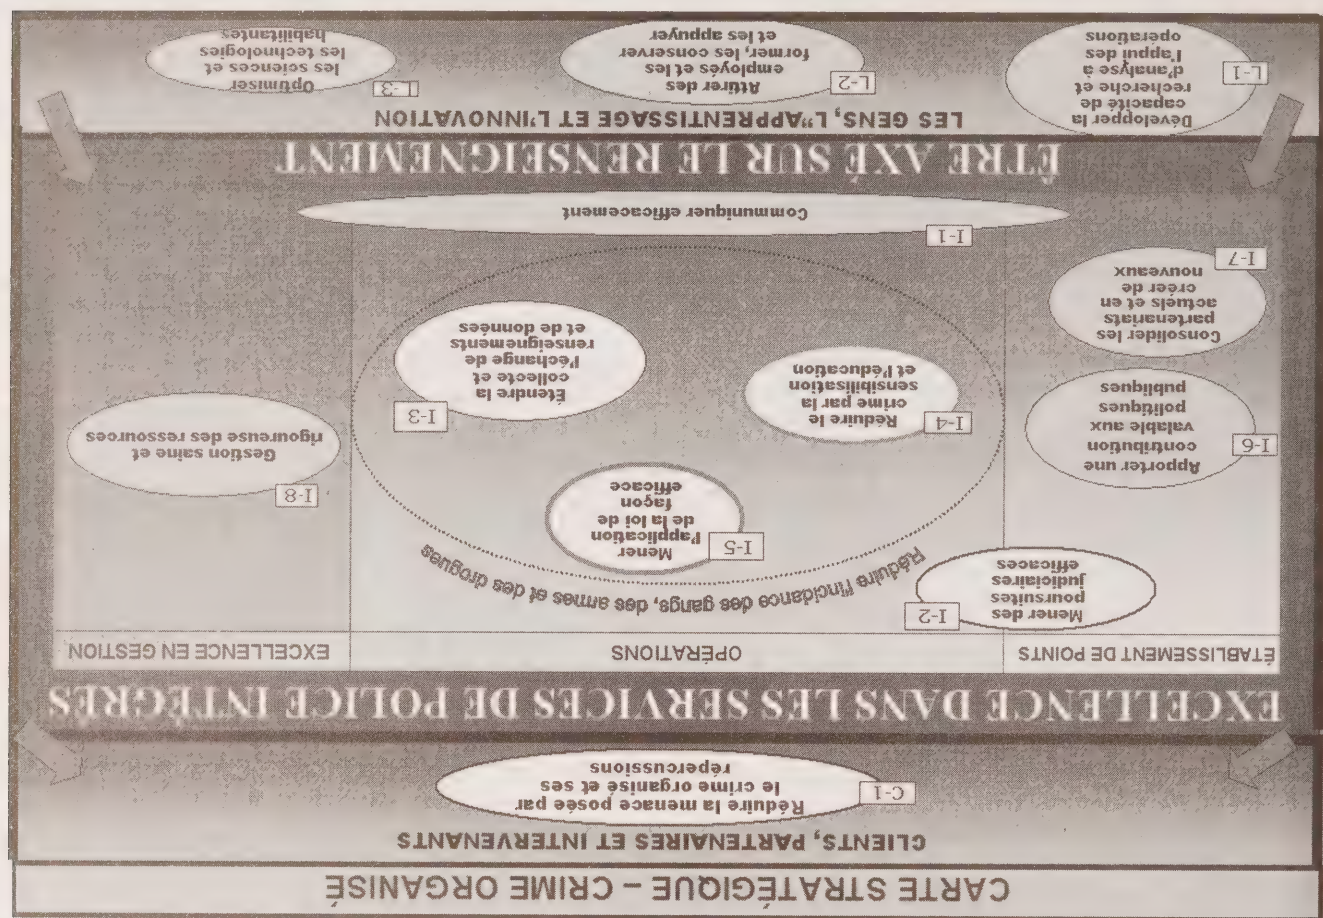 CARTE STRATÉGIQUE – CRIME ORGANISÉ
CLIENTS, PARTENAIRES ET INTERVENANTS
C-1
Réduire la menace posée par
le crime organisé et ses
répercussions
EXCELLENCE DANS LES SERVICES DE POLICE INTÉGRÉS
ÉTABLISSEMENT DE POINTS
OPÉRATIONS
EXCELLENCE EN GESTION
I-2
Mener des
poursuites
judiciaires
efficaces
Réduire l'incidance des gangs, des armes et des drogues
I-5
Mener
l'application
de la loi de
façon
efficace
I-6
Apporter une
contribution
valable aux
politiques
publiques
I-4
Réduire le
crime par la
sensibilisation
et l'éducation
I-3
Étendre la
collecte et
l'échange de
renseignements
et de données
I-8
Gestion saine et
rigoureuse des ressources
I-7
Consolider les
partenariats
actuels et en
créer de
nouveaux
I-1
Communiquer efficacement
ÊTRE AXÉ SUR LE RENSEIGNEMENT
LES GENS, L"APPRENTISSAGE ET L'INNOVATION
L-1
Développer la
capacité de
recherche et
d'analyse à
l'appui des
opérations
L-2
Attirer des
employés et les
former, les conserver
et les appuyer
L-3
Optimiser
les sciences et
les technologies
habilitantes